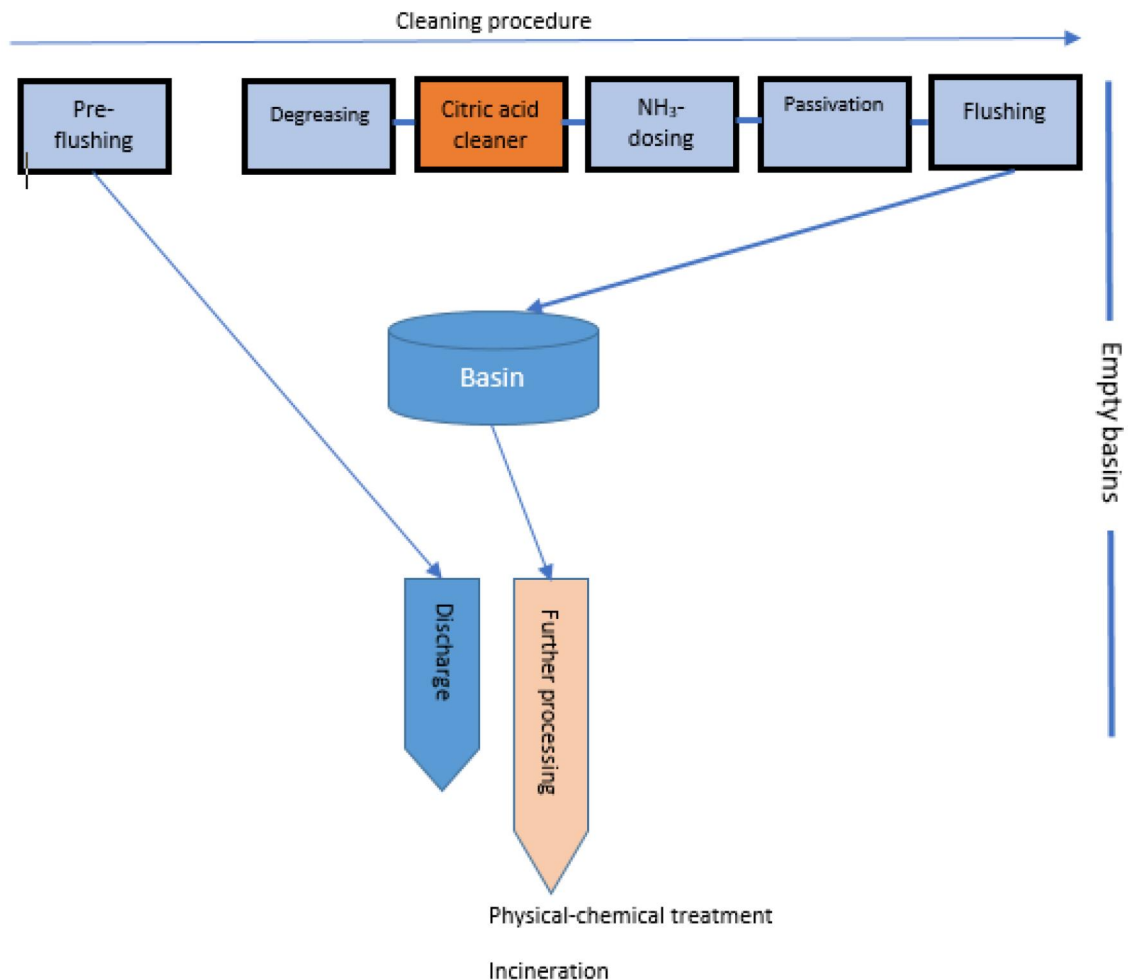 Cleaning procedure
Pre-
flushing
Degreasing
Citric acid
cleaner
NH₃-
dosing
Passivation
Flushing
Basin
Empty basins
Discharge
Further processing
Physical-chemical treatment
Incineration